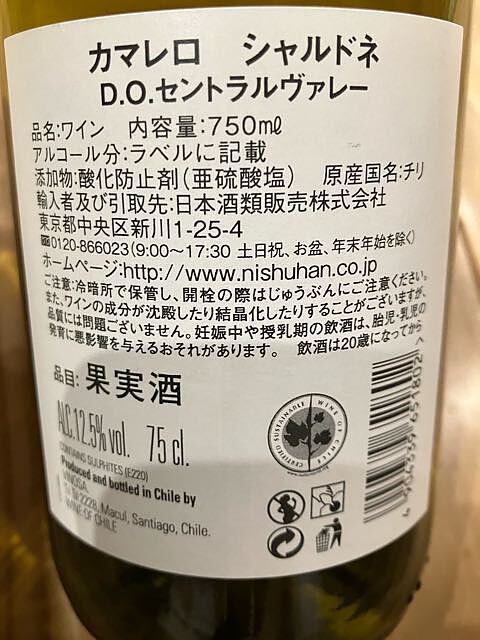 カマレロ　シャルドネ
D.O.セントラルヴァレー
品名:ワイン　内容量:750mℓ
アルコール分:ラベルに記載
添加物:酸化防止剤(亜硫酸塩)　原産国名:チリ
輸入者及び引取先:日本酒類販売株式会社
東京都中央区新川1-25-4
0120-866023(9:00〜17:30 土日祝、お盆、年末年始を除く)
ホームページ:http://www.nishuhan.co.jp
ご注意:冷暗所で保管し、開栓の際はじゅうぶんにご注意ください。
また、ワインの成分が沈殿したり結晶化したりすることがございますが、
品質には問題ございません。妊娠中や授乳期の飲酒は、胎児・乳児の
発育に悪影響を与えるおそれがあります。　飲酒は20歳になってから
品目:果実酒
ALC.12.5% vol.　75 cl.
CONTAINS SULPHITES (E220)
Produced and bottled in Chile by
Macul, Santiago, Chile.
WINE OF CHILE
CERTIFIED SUSTAINABLE WINE OF CHILE
4 904339 651802 >